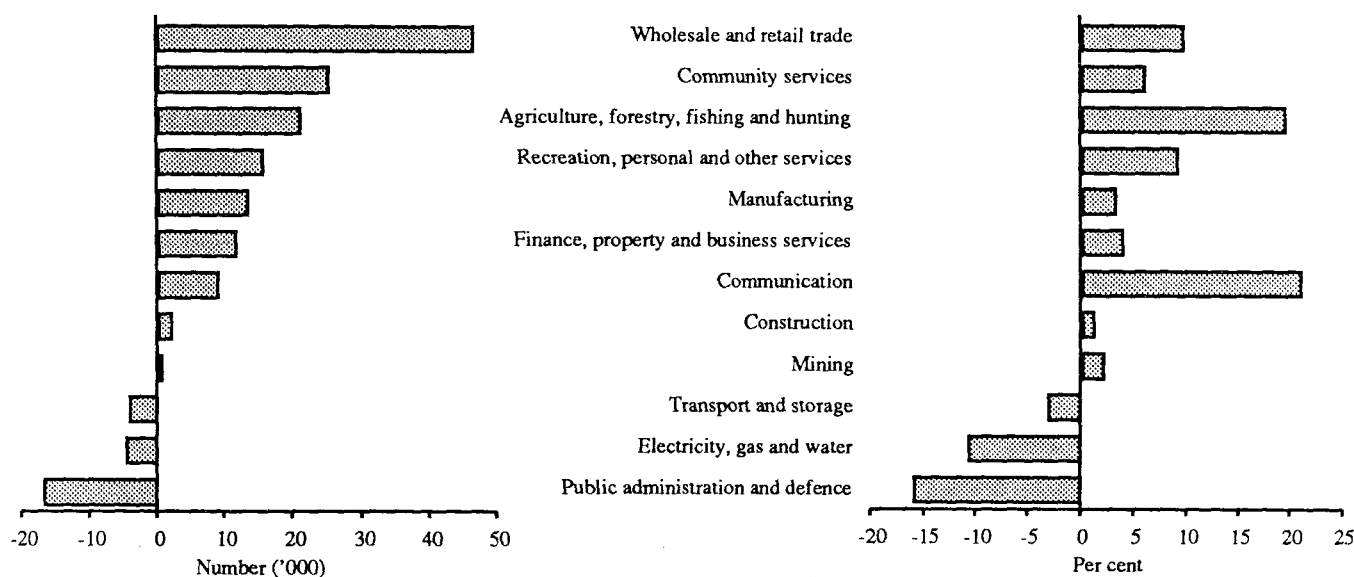 Wholesale and retail trade
Community services
Agriculture, forestry, fishing and hunting
Recreation, personal and other services
Manufacturing
Finance, property and business services
Communication
Construction
Mining
Transport and storage
Electricity, gas and water
Public administration and defence
-20 -10 0 10 20 30 40 50
Number ('000)
-20 -15 -10 -5 0 5 10 15 20 25
Per cent